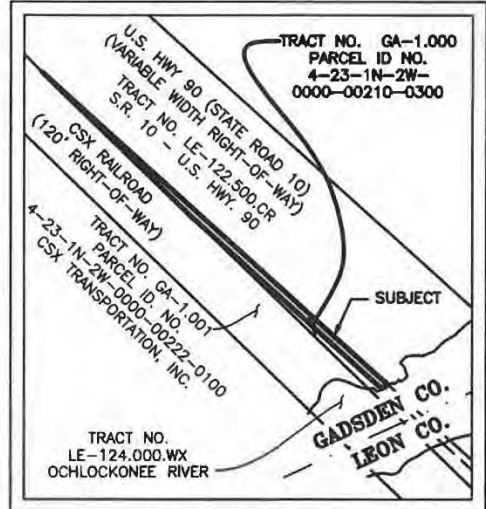 TRACT NO. GA-1.000
PARCEL ID NO.
4-23-1N-2W-
0000-00210-0300
U.S. HWY 90 (STATE ROAD 10)
(VARIABLE WIDTH RIGHT-OF-WAY)
TRACT NO. LE-122.500.CR
S.R. 10 - U.S. HWY. 90
CSX RAILROAD
(120' RIGHT-OF-WAY)
TRACT NO. GA-1.001
PARCEL ID. NO.
4-23-1N-2W-0000-00222-0100
CSX TRANSPORTATION, INC.
SUBJECT
GADSDEN CO.
LEON CO.
TRACT NO.
LE-124.000.WX
OCHLOCKONEE RIVER